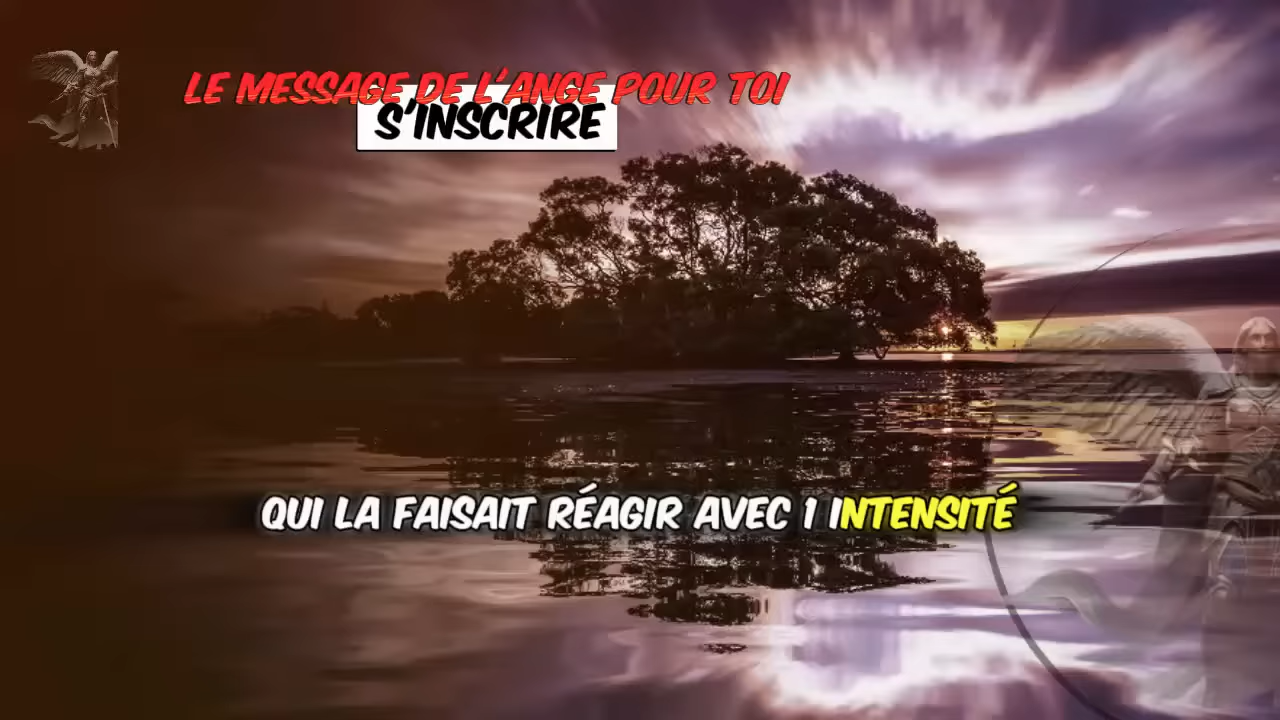 LE MESSAGE DE L'ANGE POUR TOI
S'INSCRIRE
QUI LA FAISAIT RÉAGIR AVEC 1 INTENSITÉ